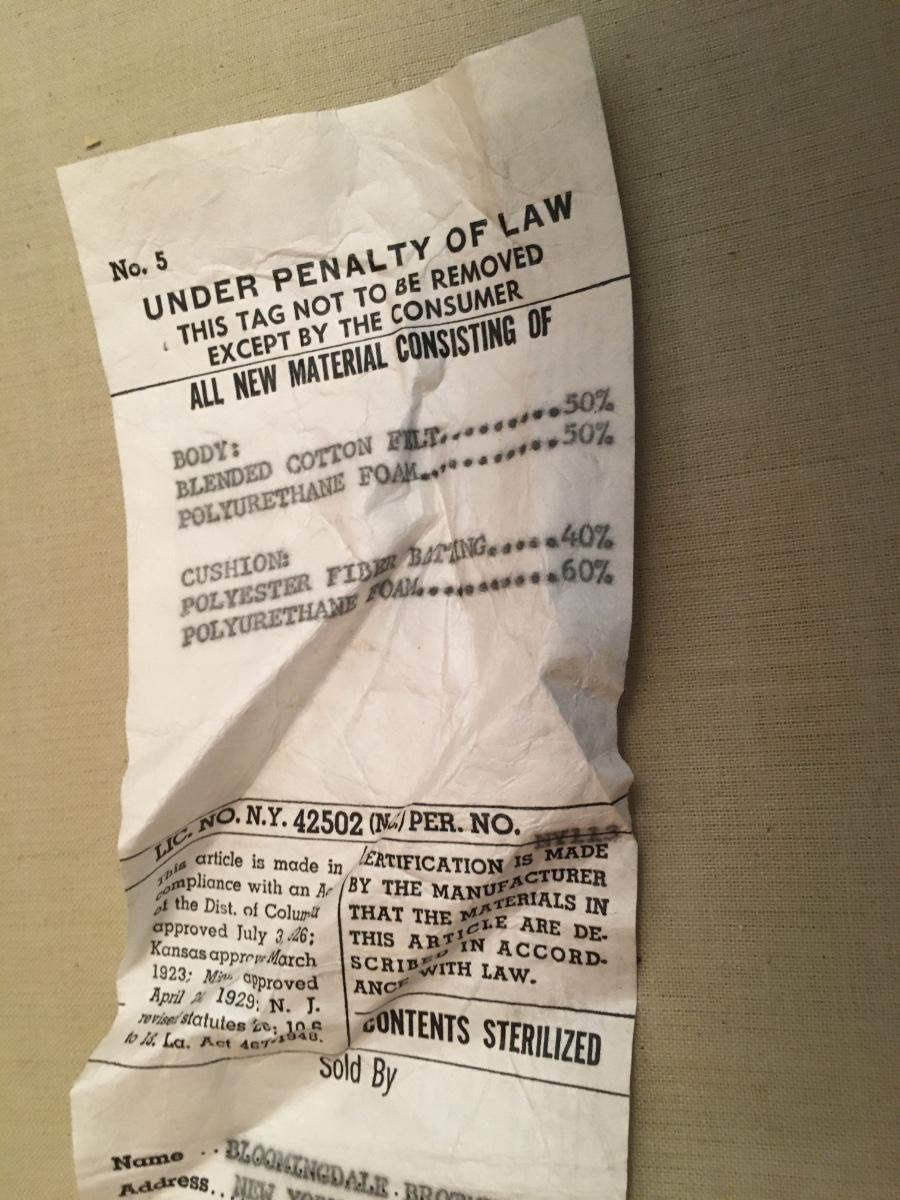 No. 5
UNDER PENALTY OF LAW
THIS TAG NOT TO BE REMOVED
EXCEPT BY THE CONSUMER
ALL NEW MATERIAL CONSISTING OF
BODY:
BLENDED COTTON FELT..........50%
POLYURETHANE FOAM............50%
CUSHION:
POLYESTER FIBER BATTING......40%
POLYURETHANE FOAM............60%
LIC. NO. N.Y. 42502 PER. NO.
This article is made in
compliance with an
of the Dist. of
approved July
Kansas March
1923; approved
April 1929; N. J.
statutes
La. Act
ERTIFICATION IS MADE
BY THE MANUFACTURER
THAT THE MATERIALS IN
THIS ARTICLE ARE DE-
SCRIBED IN ACCORD-
ANCE WITH LAW.
CONTENTS STERILIZED
Sold By
Name .. BLOOMINGDALE
Address.. NEW